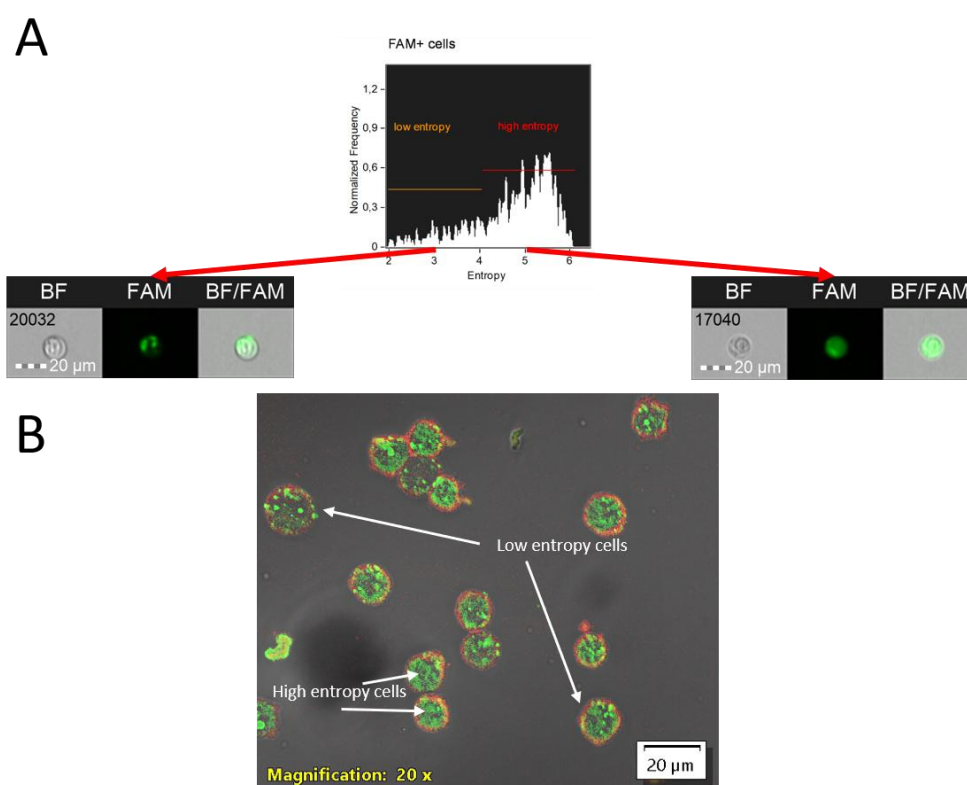 A
FAM+ cells
Normalized Frequency
1,2
0,9
0,6
0,3
0
low entropy
high entropy
2 3 4 5 6
Entropy
BF FAM BF/FAM
20032
20 µm
BF FAM BF/FAM
17040
20 µm
B
Low entropy cells
High entropy cells
Magnification: 20 x
20 µm